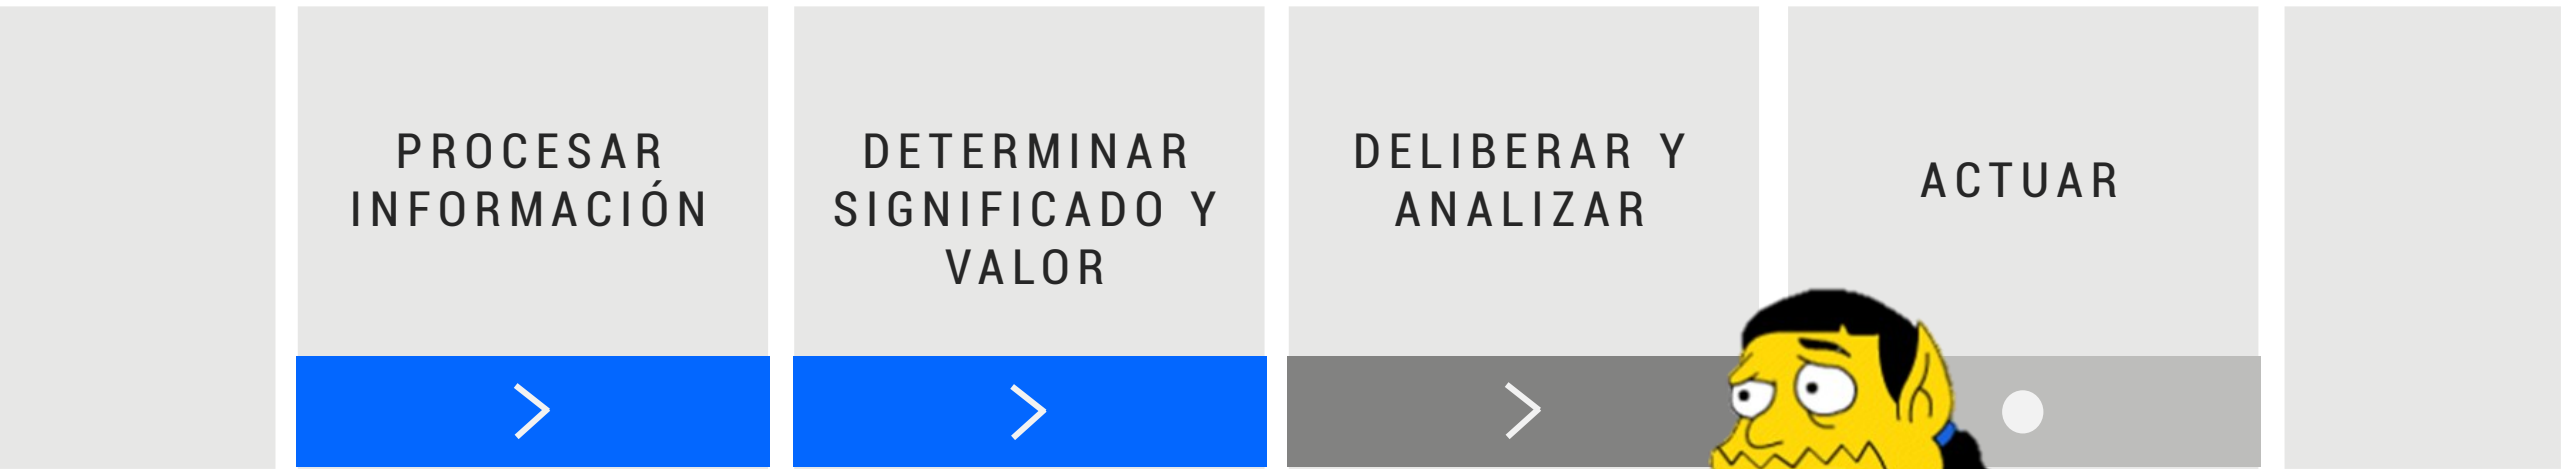 PROCESAR
INFORMACIÓN
DETERMINAR
SIGNIFICADO Y
VALOR
DELIBERAR Y
ANALIZAR
ACTUAR